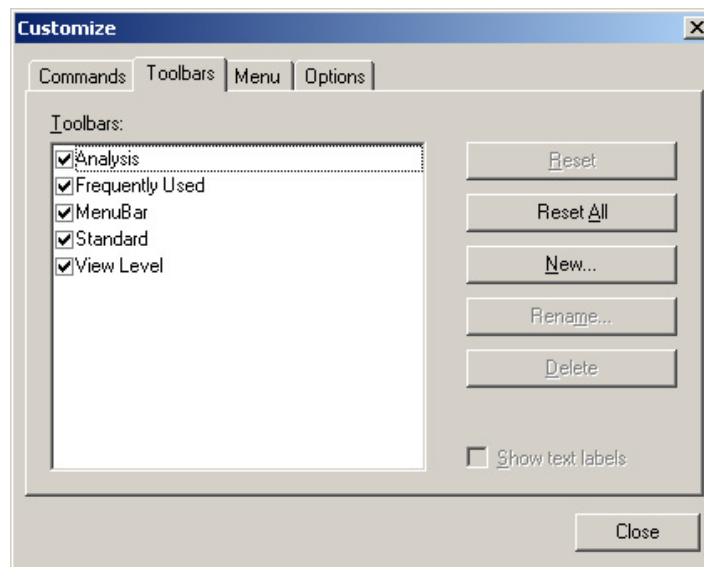 Customize
Commands Toolbars Menu Options
Toolbars:
Analysis
Frequently Used
MenuBar
Standard
View Level
Reset
Reset All
New...
Rename...
Delete
Show text labels
Close